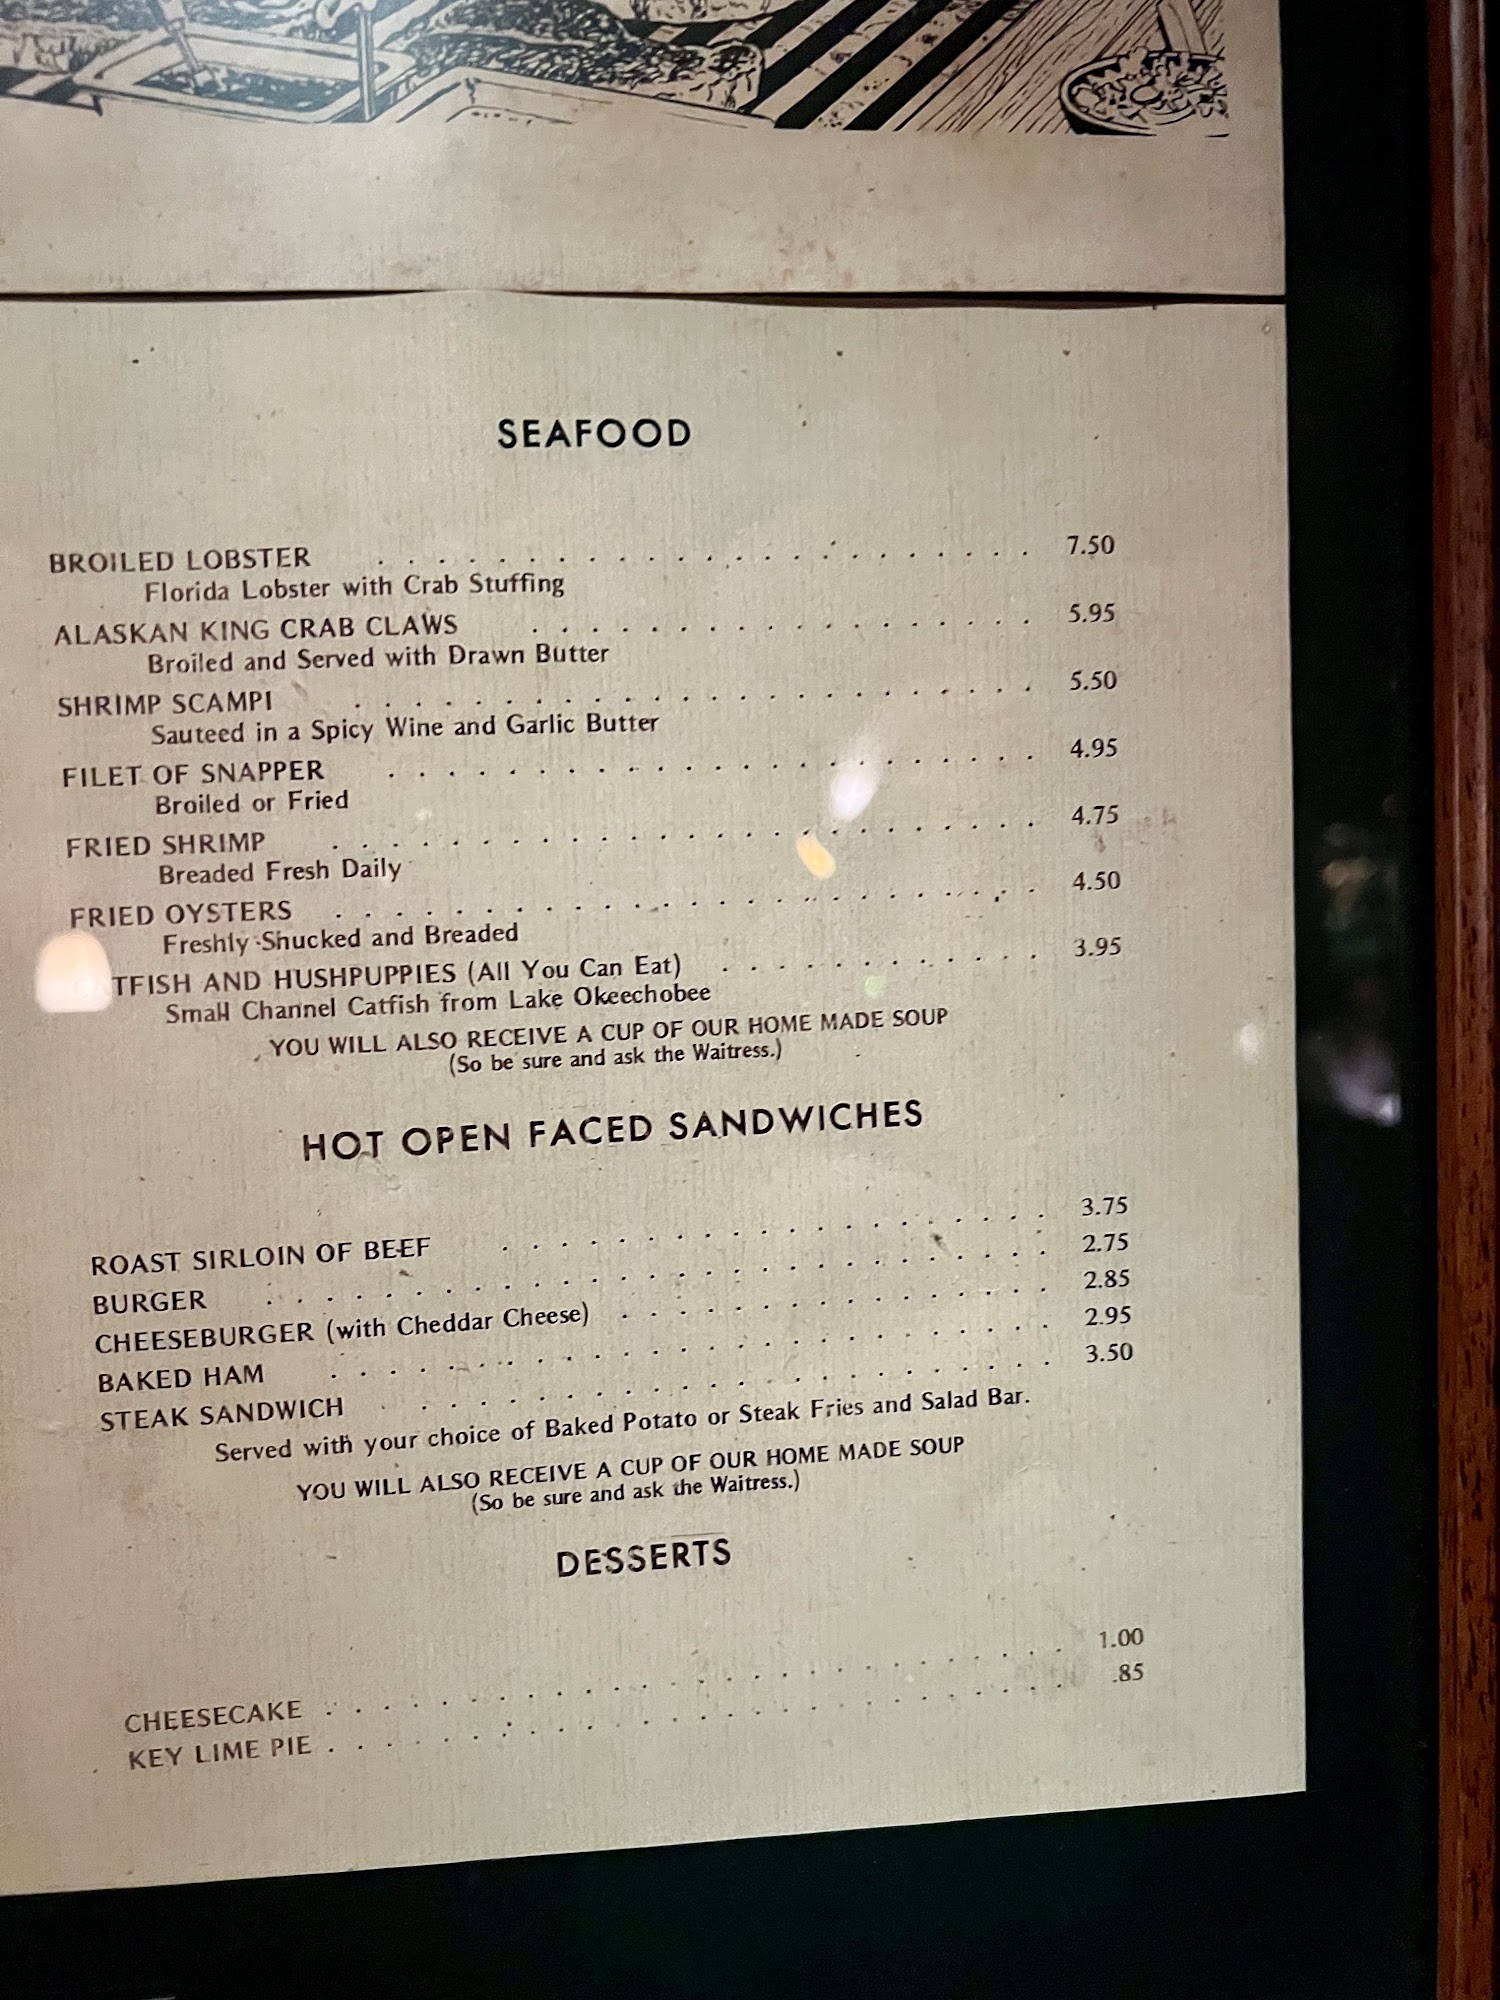 SEAFOOD
BROILED LOBSTER . . . . . . . . . . . . . . . . . . . . . . 7.50
Florida Lobster with Crab Stuffing
ALASKAN KING CRAB CLAWS . . . . . . . . . . . . . . . . . 5.95
Broiled and Served with Drawn Butter
SHRIMP SCAMPI . . . . . . . . . . . . . . . . . . . . . . . 5.50
Sauteed in a Spicy Wine and Garlic Butter
FILET OF SNAPPER . . . . . . . . . . . . . . . . . . . . . . 4.95
Broiled or Fried
FRIED SHRIMP . . . . . . . . . . . . . . . . . . . . . . . . 4.75
Breaded Fresh Daily
FRIED OYSTERS . . . . . . . . . . . . . . . . . . . . . . . . 4.50
Freshly Shucked and Breaded
TFISH AND HUSHPUPPIES (All You Can Eat) . . . . . . . . . . . 3.95
Small Channel Catfish from Lake Okeechobee
YOU WILL ALSO RECEIVE A CUP OF OUR HOME MADE SOUP
(So be sure and ask the Waitress.)
HOT OPEN FACED SANDWICHES
ROAST SIRLOIN OF BEEF . . . . . . . . . . . . . . . . . . . 3.75
BURGER . . . . . . . . . . . . . . . . . . . . . . . . . . . 2.75
CHEESEBURGER (with Cheddar Cheese) . . . . . . . . . . . . . . . 2.85
BAKED HAM . . . . . . . . . . . . . . . . . . . . . . . . . 2.95
STEAK SANDWICH . . . . . . . . . . . . . . . . . . . . . . . 3.50
Served with your choice of Baked Potato or Steak Fries and Salad Bar.
YOU WILL ALSO RECEIVE A CUP OF OUR HOME MADE SOUP
(So be sure and ask the Waitress.)
DESSERTS
CHEESECAKE . . . . . . . . . . . . . . . . . . . . . . . . . . 1.00
KEY LIME PIE . . . . . . . . . . . . . . . . . . . . . . . . . .85